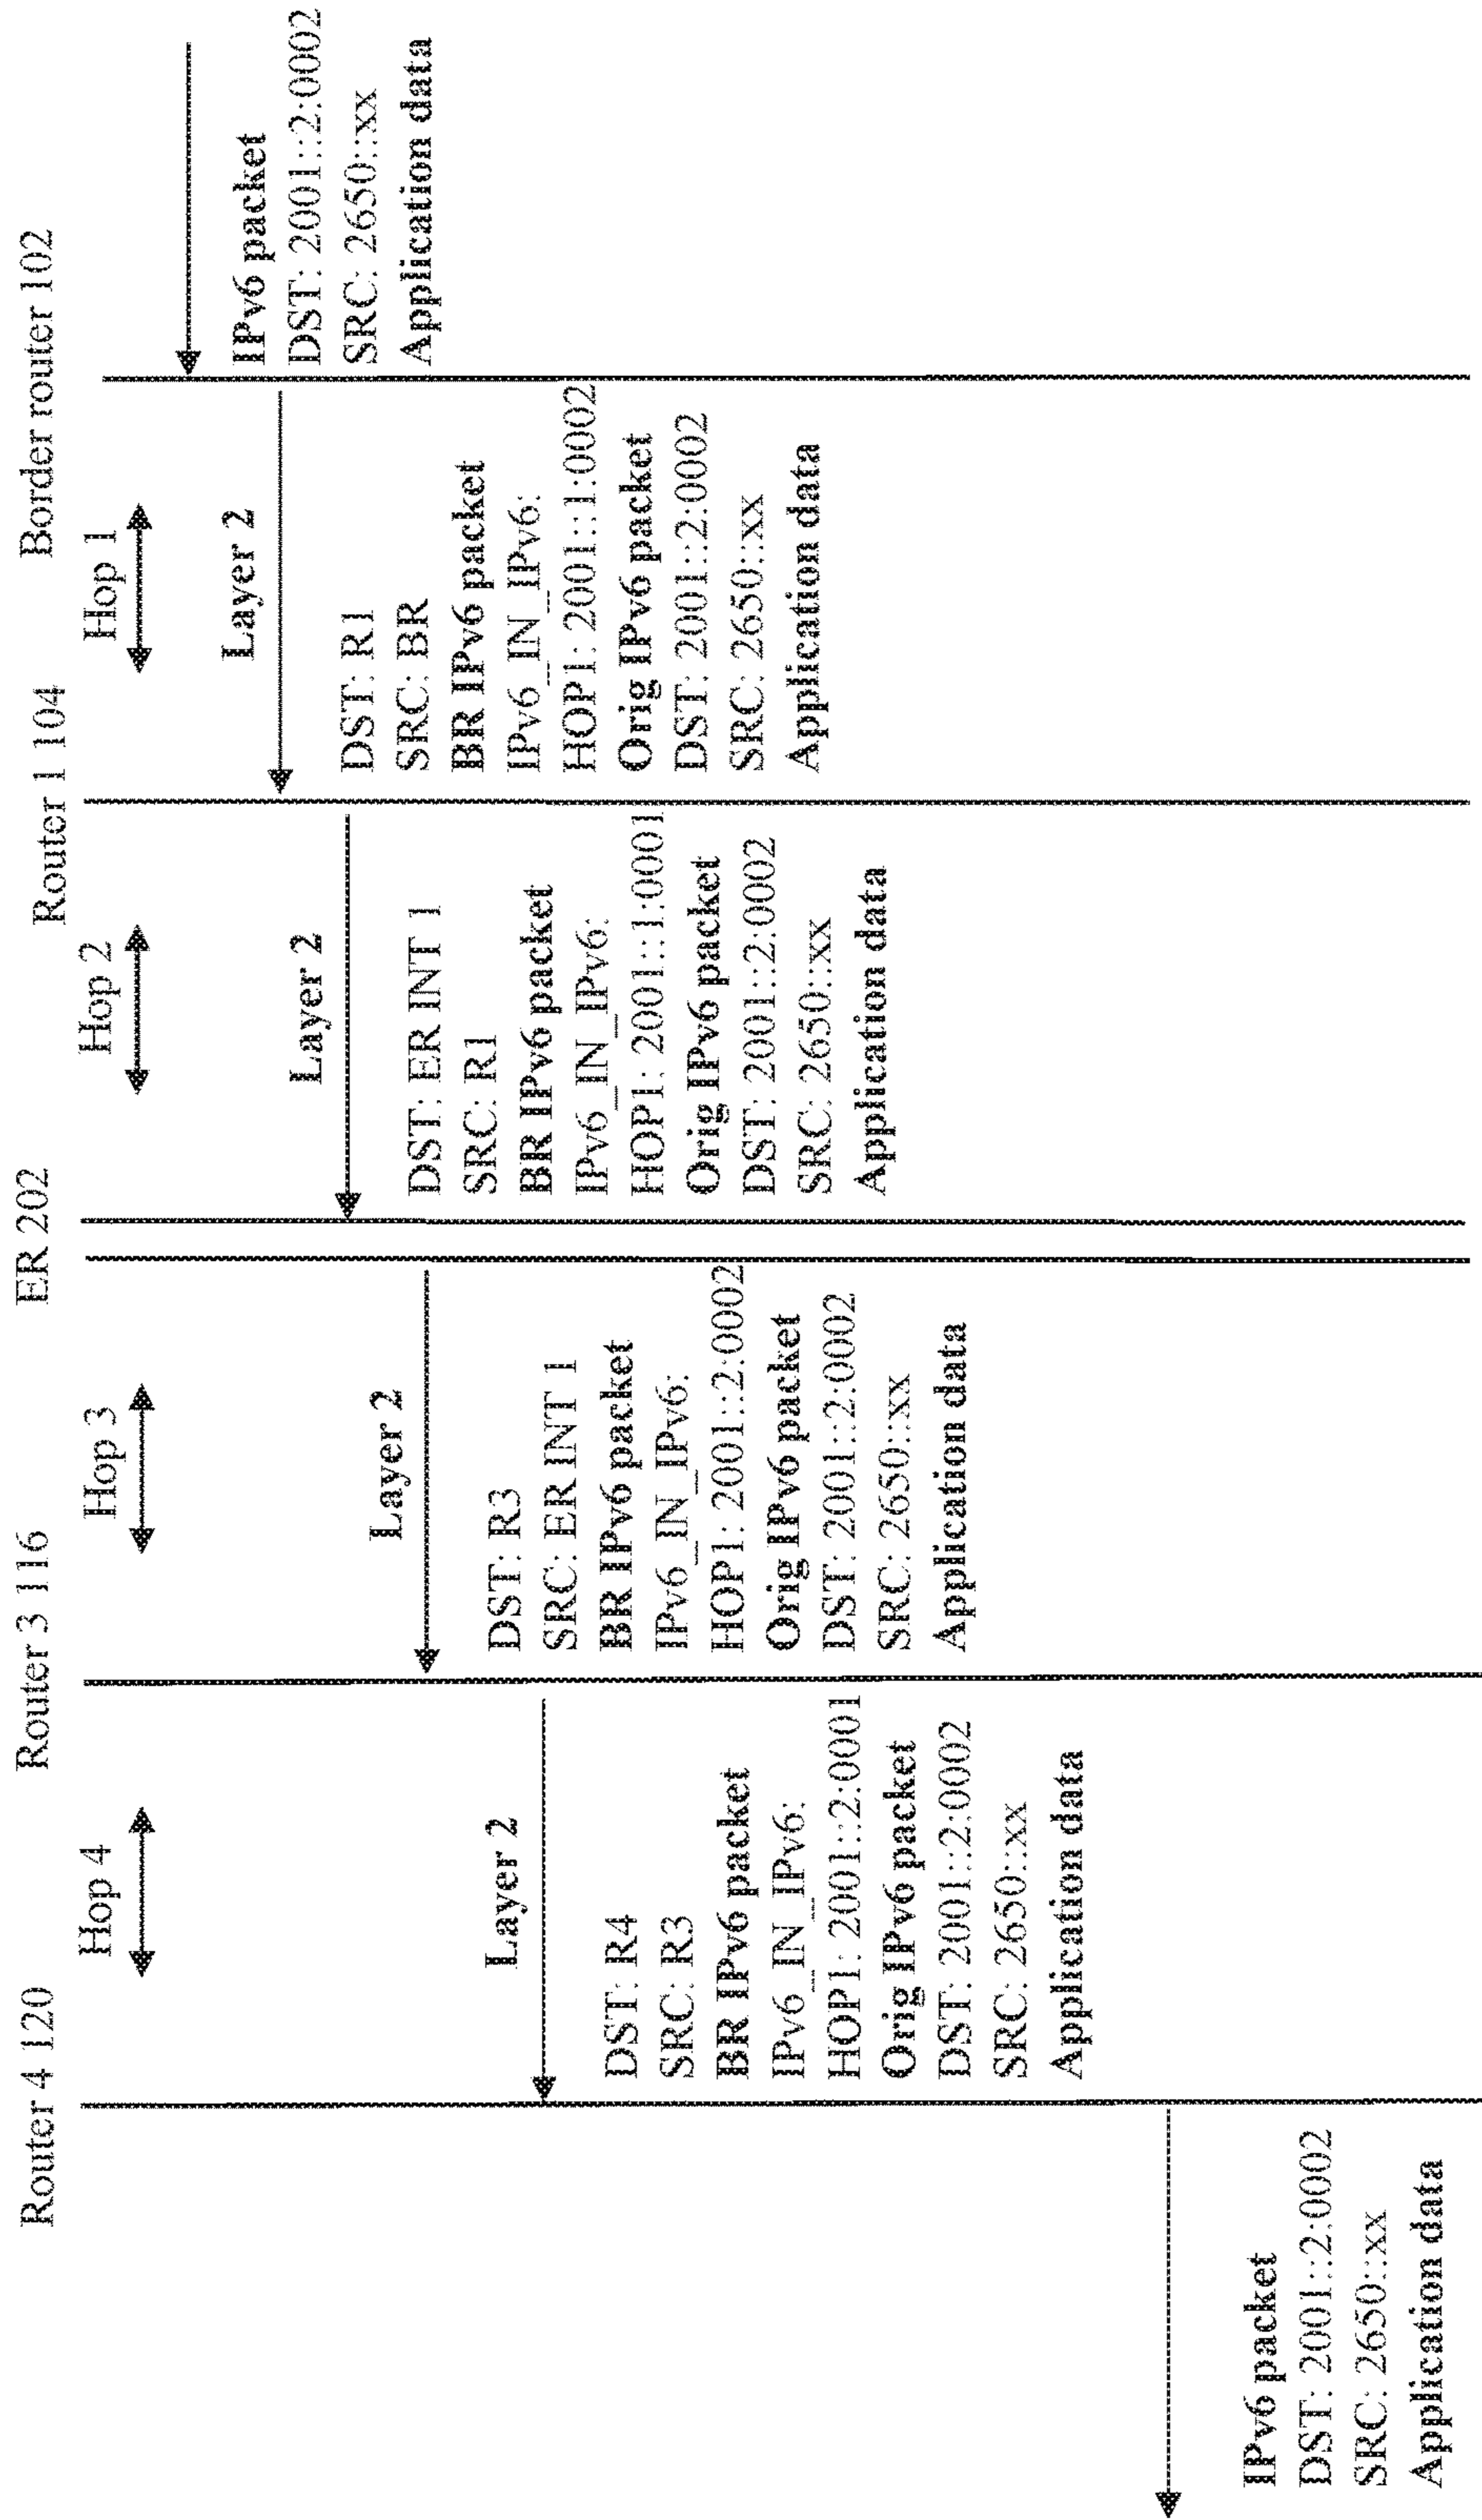 Router 4 120
Router 3 116
ER 202
Router 1 104
Border router 102
Hop 4
Hop 3
Hop 2
Hop 1
IPv6 packet
DST: 2001::2:0002
SRC: 2650::xx
Application data
Layer 2
DST: R1
SRC: BR
BR IPv6 packet
IPv6_IN_IPv6:
HOP1: 2001::1:0002
Orig IPv6 packet
DST: 2001::2:0002
SRC: 2650::xx
Application data
Layer 2
DST: ER INT 1
SRC: R1
BR IPv6 packet
IPv6_IN_IPv6:
HOP1: 2001::1:0001
Orig IPv6 packet
DST: 2001::2:0002
SRC: 2650::xx
Application data
Layer 2
DST: R3
SRC: ER INT 1
BR IPv6 packet
IPv6_IN_IPv6:
HOP1: 2001::2:0002
Orig IPv6 packet
DST: 2001::2:0002
SRC: 2650::xx
Application data
Layer 2
DST: R4
SRC: R3
BR IPv6 packet
IPv6_IN_IPv6:
HOP1: 2001::2:0001
Orig IPv6 packet
DST: 2001::2:0002
SRC: 2650::xx
Application data
IPv6 packet
DST: 2001::2:0002
SRC: 2650::xx
Application data